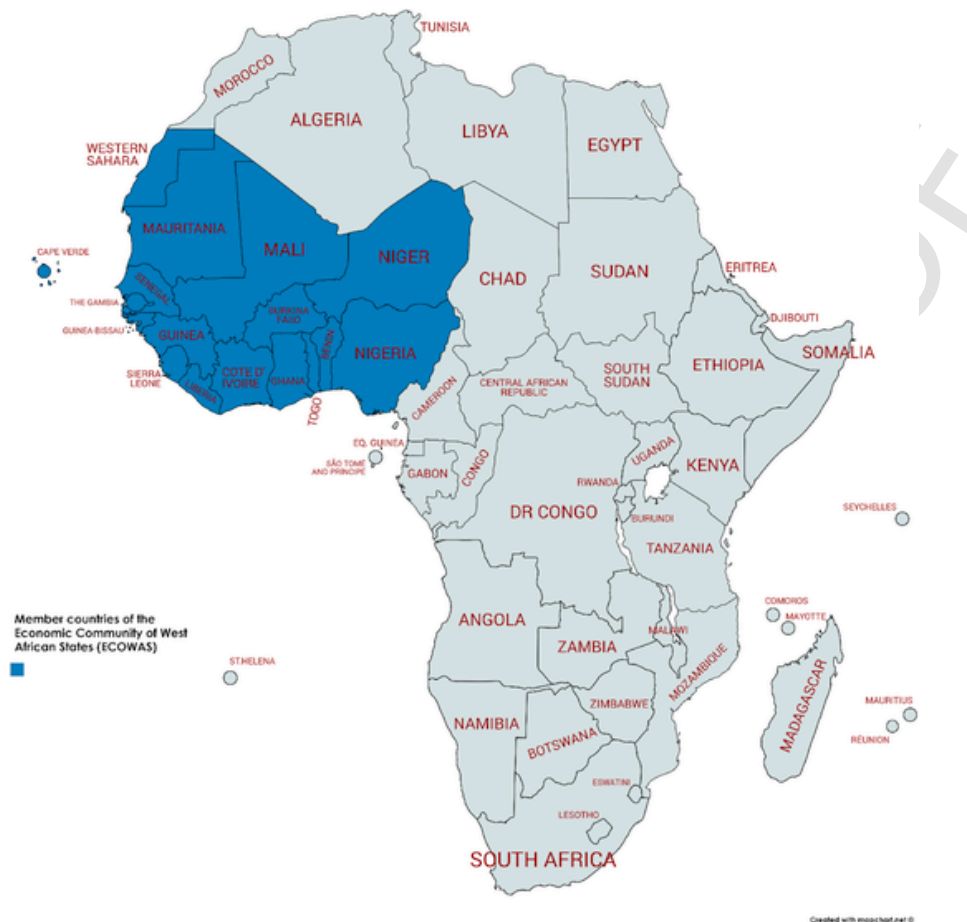 TUNISIA
MOROCCO
ALGERIA
LIBYA
EGYPT
WESTERN
SAHARA
MAURITANIA
MALI
NIGER
CAPE VERDE
CHAD
SUDAN
ERITREA
SENEGAL
THE GAMBIA
BURKINA
FASO
DJIBOUTI
GUINEA-BISSAU
GUINEA
BENIN
NIGERIA
SOMALIA
ETHIOPIA
SIERRA
LEONE
COTE D'
IVOIRE
GHANA
LIBERIA
TOGO
CAMEROON
CENTRAL AFRICAN
REPUBLIC
SOUTH
SUDAN
EQ. GUINEA
SÃO TOMÉ
AND PRINCIPE
GABON
CONGO
UGANDA
KENYA
RWANDA
DR CONGO
BURUNDI
TANZANIA
SEYCHELLES
Member countries of the
Economic Community of West
African States (ECOWAS)
ANGOLA
ZAMBIA
MALAWI
COMOROS
MAYOTTE
MOZAMBIQUE
ST.HELENA
MADAGASCAR
NAMIBIA
ZIMBABWE
BOTSWANA
MAURITIUS
RÉUNION
ESWATINI
LESOTHO
SOUTH AFRICA
Created with mapchart.net ©